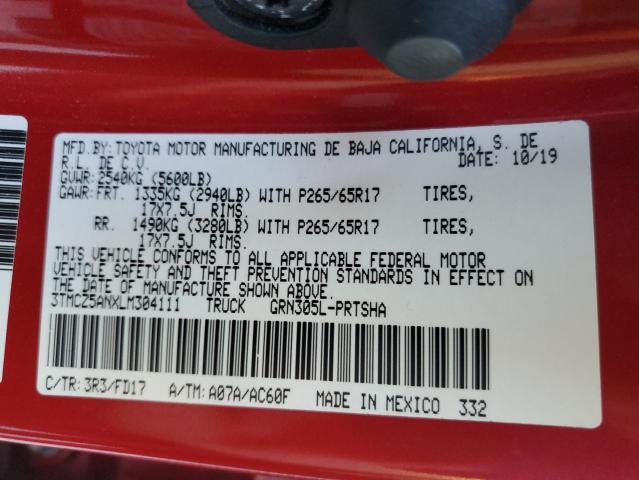 MFD.BY: TOYOTA MOTOR MANUFACTURING DE BAJA CALIFORNIA, S. DE
R.L. DE C.V. DATE: 10/19
GVWR: 2540KG (5600LB)
GAWR: FRT. 1335KG (2940LB) WITH P265/65R17 TIRES,
17X7.5J RIMS.
RR. 1490KG (3280LB) WITH P265/65R17 TIRES,
17X7.5J RIMS.
THIS VEHICLE CONFORMS TO ALL APPLICABLE FEDERAL MOTOR
VEHICLE SAFETY AND THEFT PREVENTION STANDARDS IN EFFECT ON
THE DATE OF MANUFACTURE SHOWN ABOVE.
3TMCZ5ANXLM304111 TRUCK GRN305L-PRTSHA
C/TR: 3R3/FD17 A/TM: A07A/AC60F MADE IN MEXICO 332